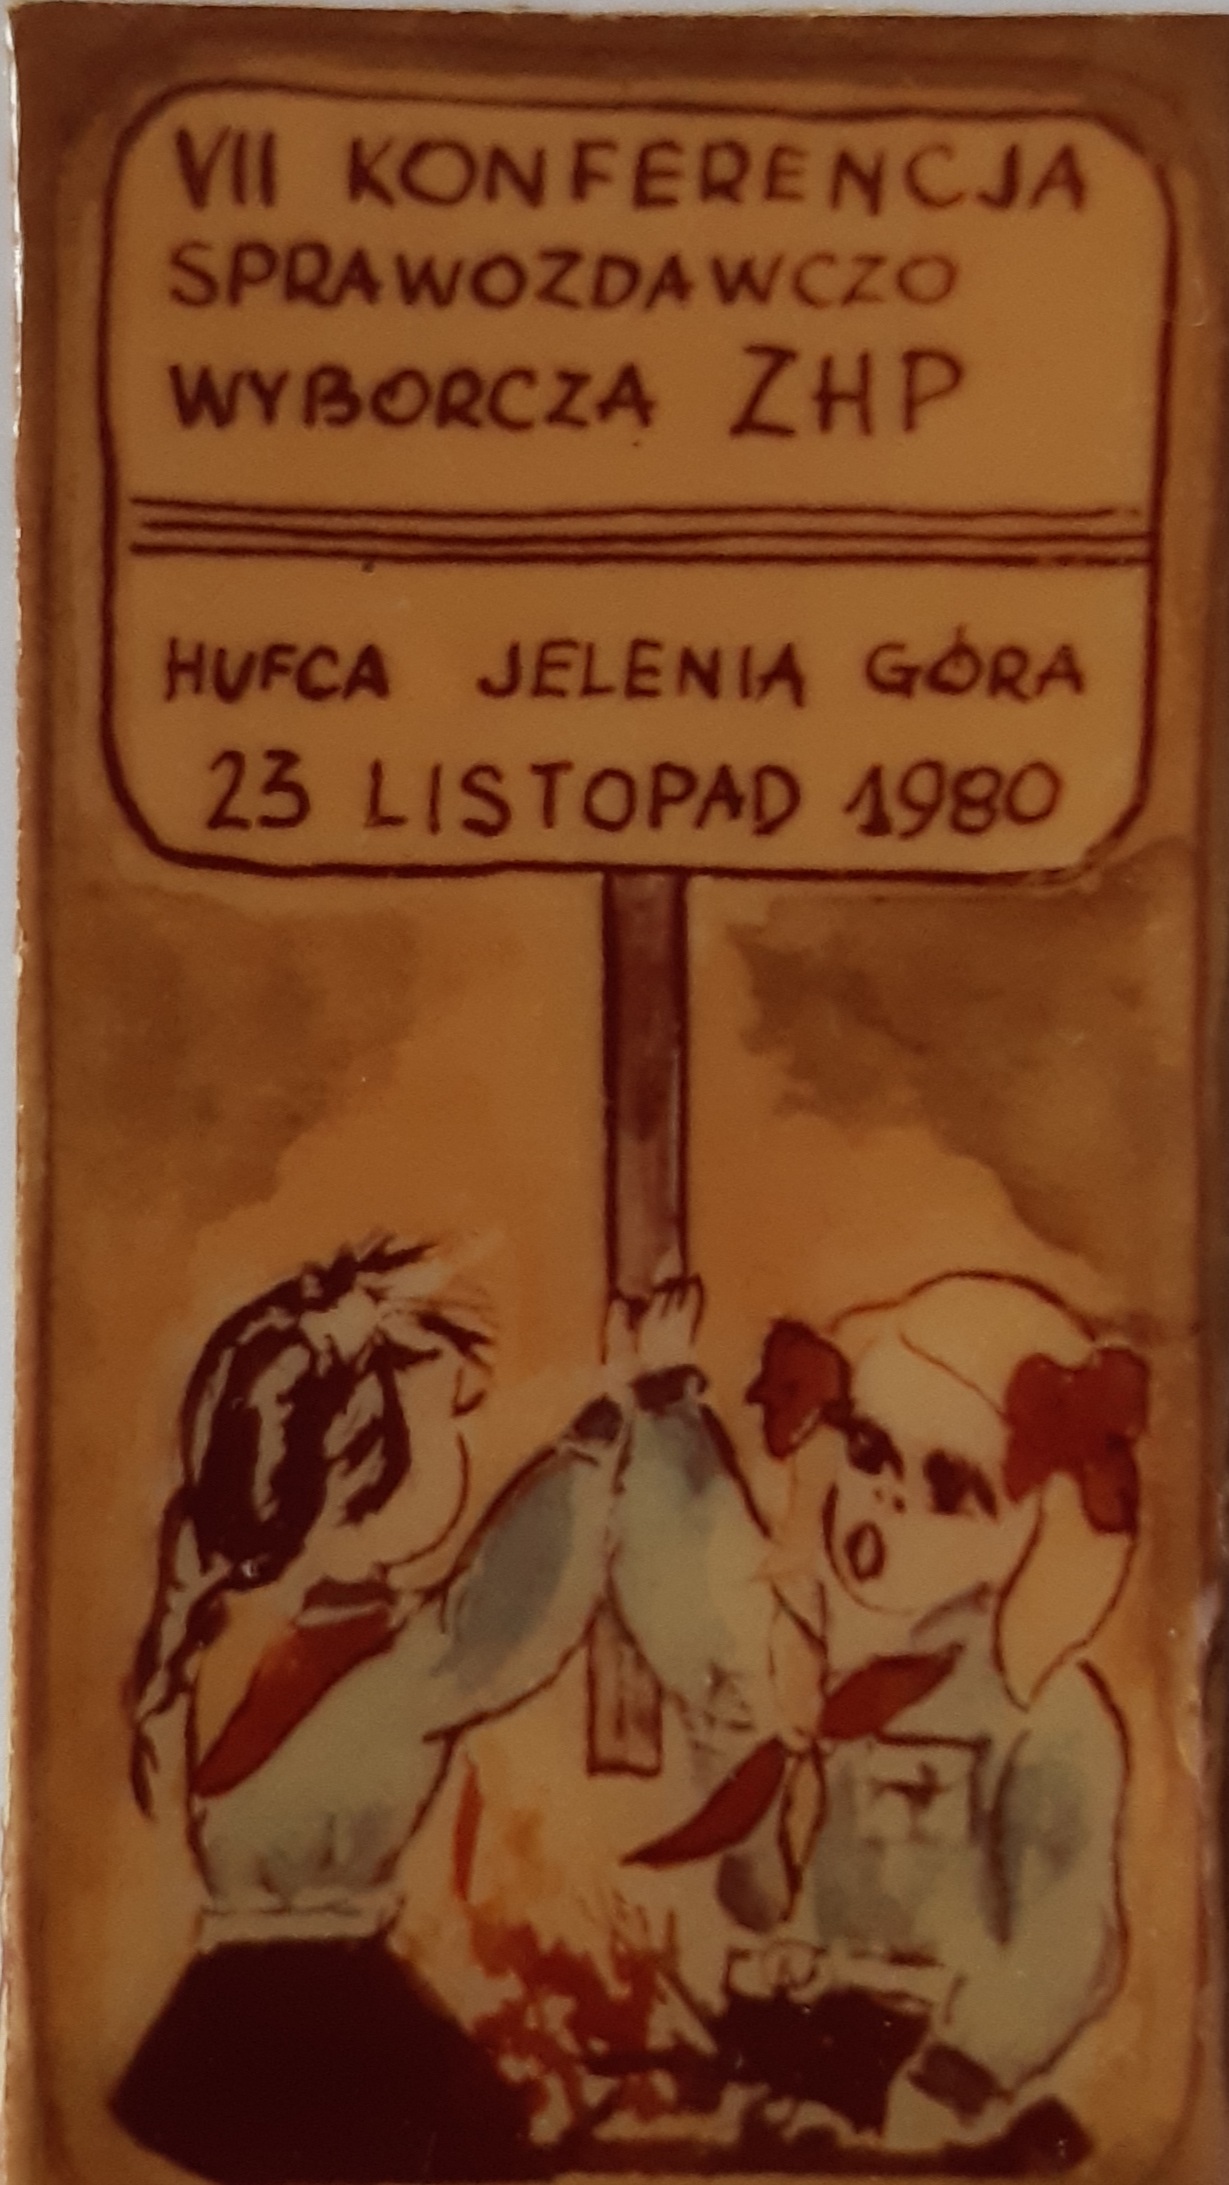 VII KONFERENCJA
SPRAWOZDAWCZO
WYBORCZA ZHP
HUFCA JELENIA GÓRA
23 LISTOPAD 1980